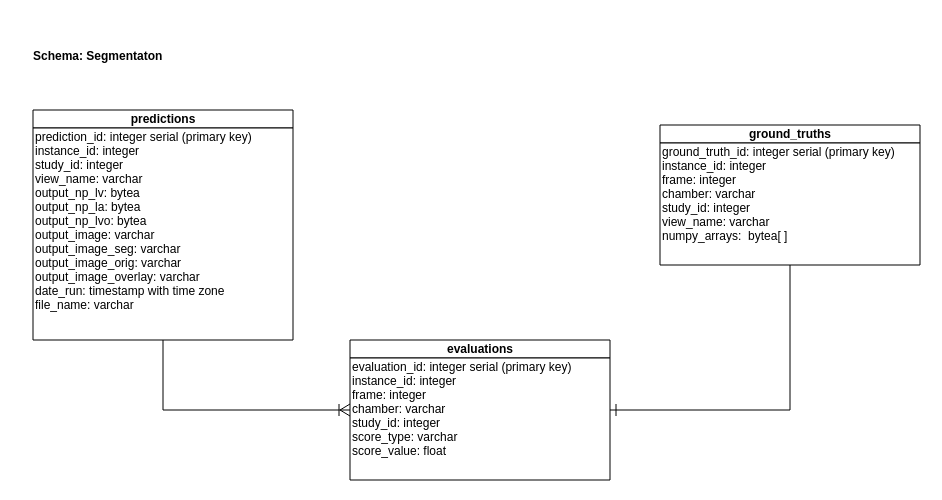 Schema: Segmentaton
predictions
prediction_id: integer serial (primary key)
instance_id: integer
study_id: integer
view_name: varchar
output_np_lv: bytea
output_np_la: bytea
output_np_lvo: bytea
output_image: varchar
output_image_seg: varchar
output_image_orig: varchar
output_image_overlay: varchar
date_run: timestamp with time zone
file_name: varchar
ground_truths
ground_truth_id: integer serial (primary key)
instance_id: integer
frame: integer
chamber: varchar
study_id: integer
view_name: varchar
numpy_arrays:  bytea[ ]
evaluations
evaluation_id: integer serial (primary key)
instance_id: integer
frame: integer
chamber: varchar
study_id: integer
score_type: varchar
score_value: float